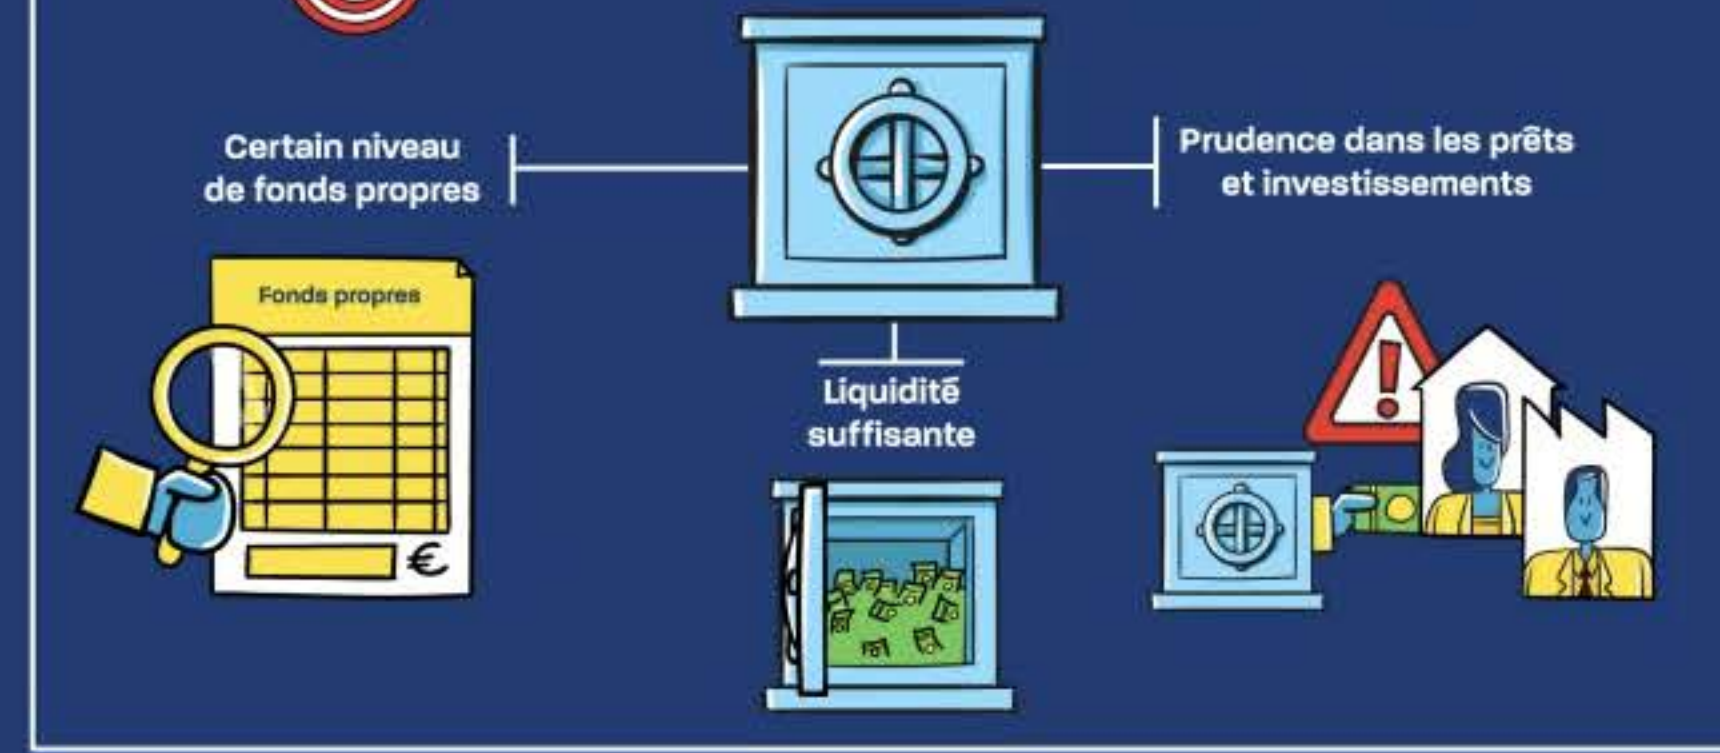 Certain niveau
de fonds propres
Prudence dans les prêts
et investissements
Fonds propres
€
Liquidité
suffisante